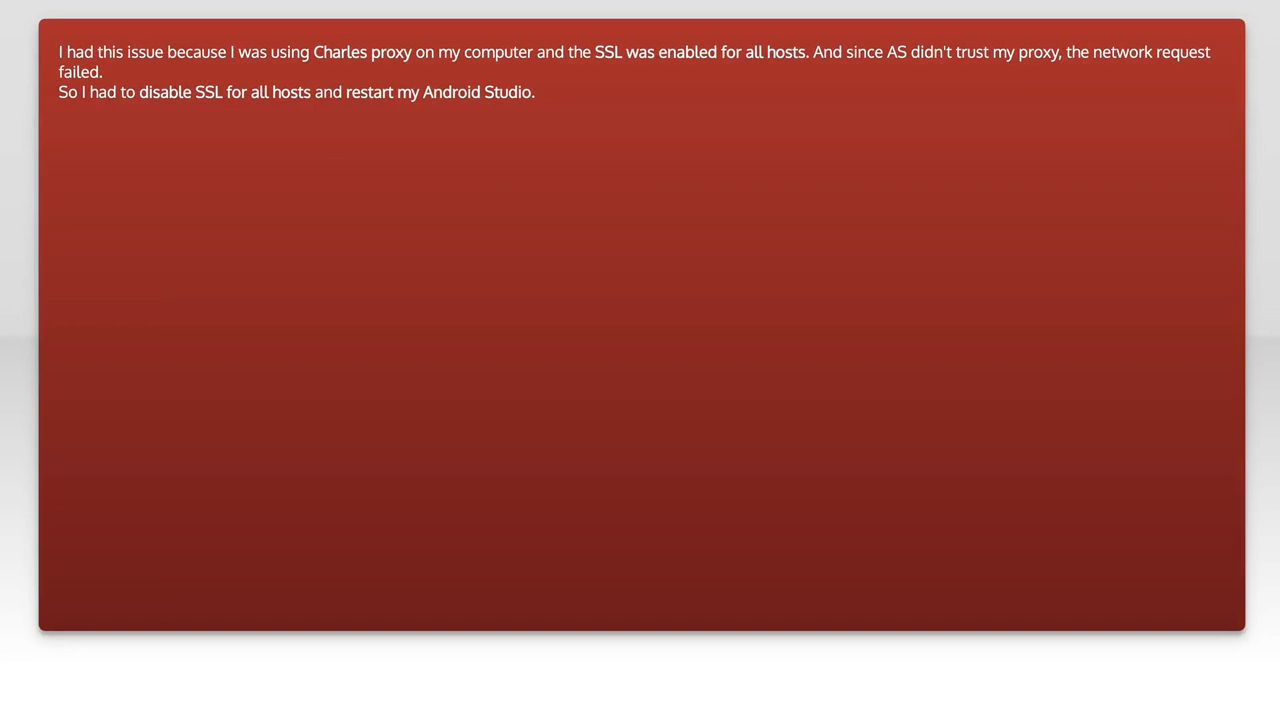 I had this issue because I was using Charles proxy on my computer and the SSL was enabled for all hosts. And since AS didn't trust my proxy, the network request
failed.
So I had to disable SSL for all hosts and restart my Android Studio.